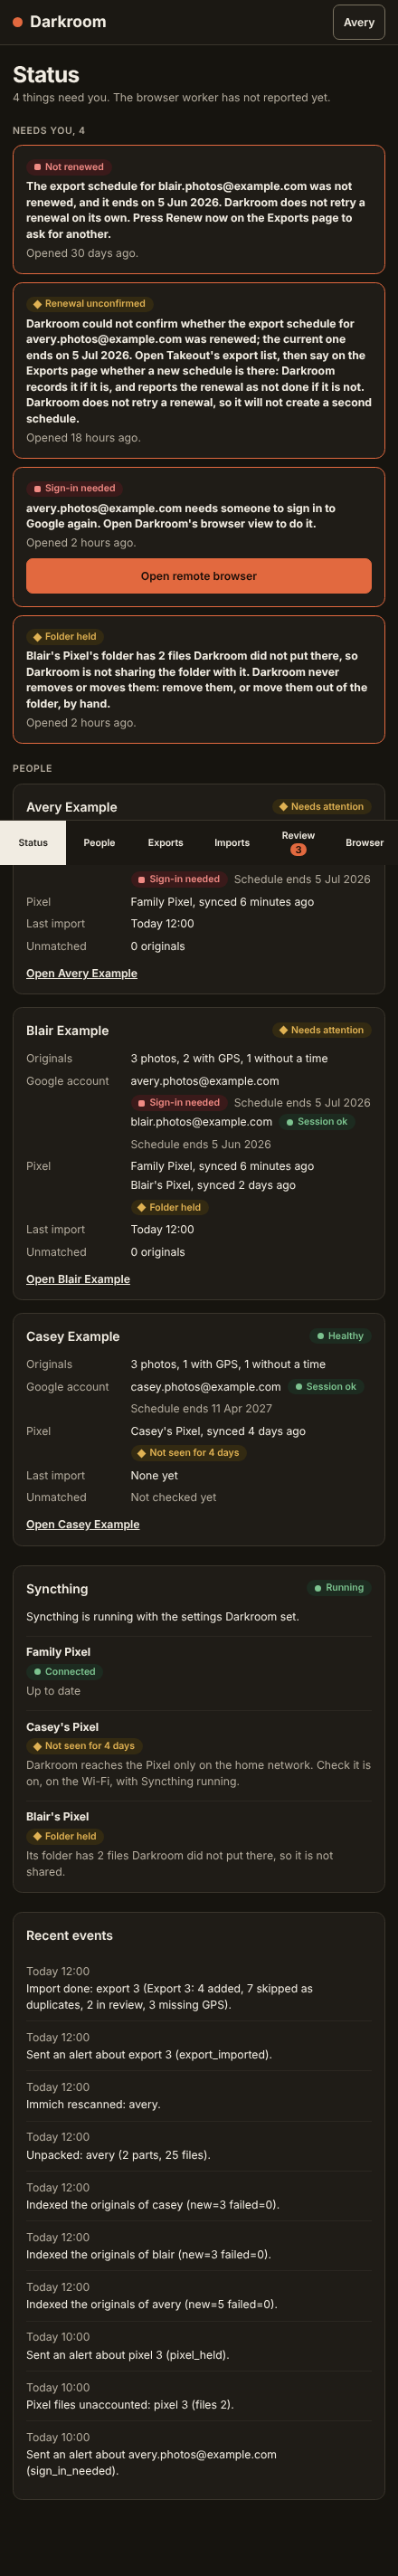 Darkroom
Avery
Status
4 things need you. The browser worker has not reported yet.
NEEDS YOU, 4
Not renewed
The export schedule for blair.photos@example.com was not
renewed, and it ends on 5 Jun 2026. Darkroom does not retry a
renewal on its own. Press Renew now on the Exports page to
ask for another.
Opened 30 days ago.
Renewal unconfirmed
Darkroom could not confirm whether the export schedule for
avery.photos@example.com was renewed; the current one
ends on 5 Jul 2026. Open Takeout's export list, then say on the
Exports page whether a new schedule is there: Darkroom
records it if it is, and reports the renewal as not done if it is not.
Darkroom does not retry a renewal, so it will not create a second
schedule.
Opened 18 hours ago.
Sign-in needed
avery.photos@example.com needs someone to sign in to
Google again. Open Darkroom's browser view to do it.
Opened 2 hours ago.
Open remote browser
Folder held
Blair's Pixel's folder has 2 files Darkroom did not put there, so
Darkroom is not sharing the folder with it. Darkroom never
removes or moves them: remove them, or move them out of the
folder, by hand.
Opened 2 hours ago.
PEOPLE
Avery Example
Needs attention
Status
People
Exports
Imports
Review
3
Browser
Sign-in needed Schedule ends 5 Jul 2026
Pixel Family Pixel, synced 6 minutes ago
Last import Today 12:00
Unmatched 0 originals
Open Avery Example
Blair Example
Needs attention
Originals 3 photos, 2 with GPS, 1 without a time
Google account avery.photos@example.com
Sign-in needed Schedule ends 5 Jul 2026
blair.photos@example.com Session ok
Schedule ends 5 Jun 2026
Pixel Family Pixel, synced 6 minutes ago
Blair's Pixel, synced 2 days ago
Folder held
Last import Today 12:00
Unmatched 0 originals
Open Blair Example
Casey Example
Healthy
Originals 3 photos, 1 with GPS, 1 without a time
Google account casey.photos@example.com Session ok
Schedule ends 11 Apr 2027
Pixel Casey's Pixel, synced 4 days ago
Not seen for 4 days
Last import None yet
Unmatched Not checked yet
Open Casey Example
Syncthing
Running
Syncthing is running with the settings Darkroom set.
Family Pixel
Connected
Up to date
Casey's Pixel
Not seen for 4 days
Darkroom reaches the Pixel only on the home network. Check it is
on, on the Wi-Fi, with Syncthing running.
Blair's Pixel
Folder held
Its folder has 2 files Darkroom did not put there, so it is not
shared.
Recent events
Today 12:00
Import done: export 3 (Export 3: 4 added, 7 skipped as
duplicates, 2 in review, 3 missing GPS).
Today 12:00
Sent an alert about export 3 (export_imported).
Today 12:00
Immich rescanned: avery.
Today 12:00
Unpacked: avery (2 parts, 25 files).
Today 12:00
Indexed the originals of casey (new=3 failed=0).
Today 12:00
Indexed the originals of blair (new=3 failed=0).
Today 12:00
Indexed the originals of avery (new=5 failed=0).
Today 10:00
Sent an alert about pixel 3 (pixel_held).
Today 10:00
Pixel files unaccounted: pixel 3 (files 2).
Today 10:00
Sent an alert about avery.photos@example.com
(sign_in_needed).